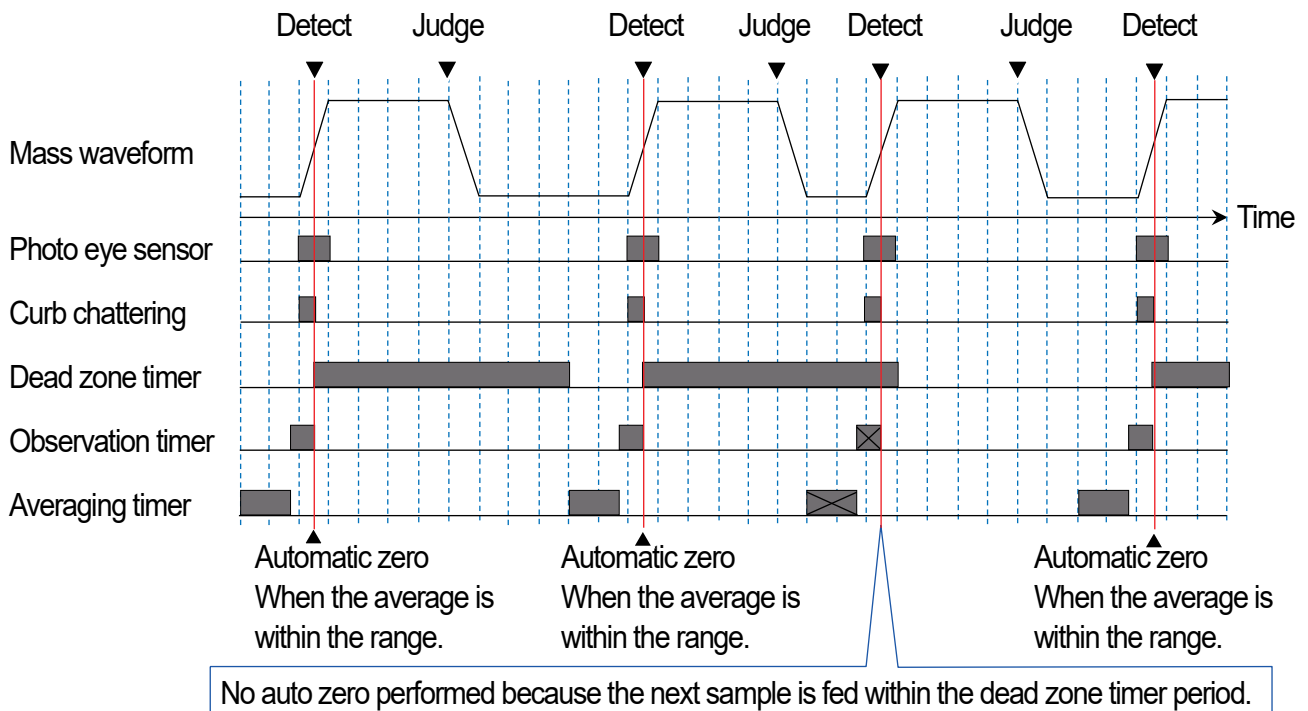 Detect Judge Detect Judge Detect Judge Detect
Mass waveform
Time
Photo eye sensor
Curb chattering
Dead zone timer
Observation timer
Averaging timer
Automatic zero
When the average is
within the range.
Automatic zero
When the average is
within the range.
Automatic zero
When the average is
within the range.
No auto zero performed because the next sample is fed within the dead zone timer period.